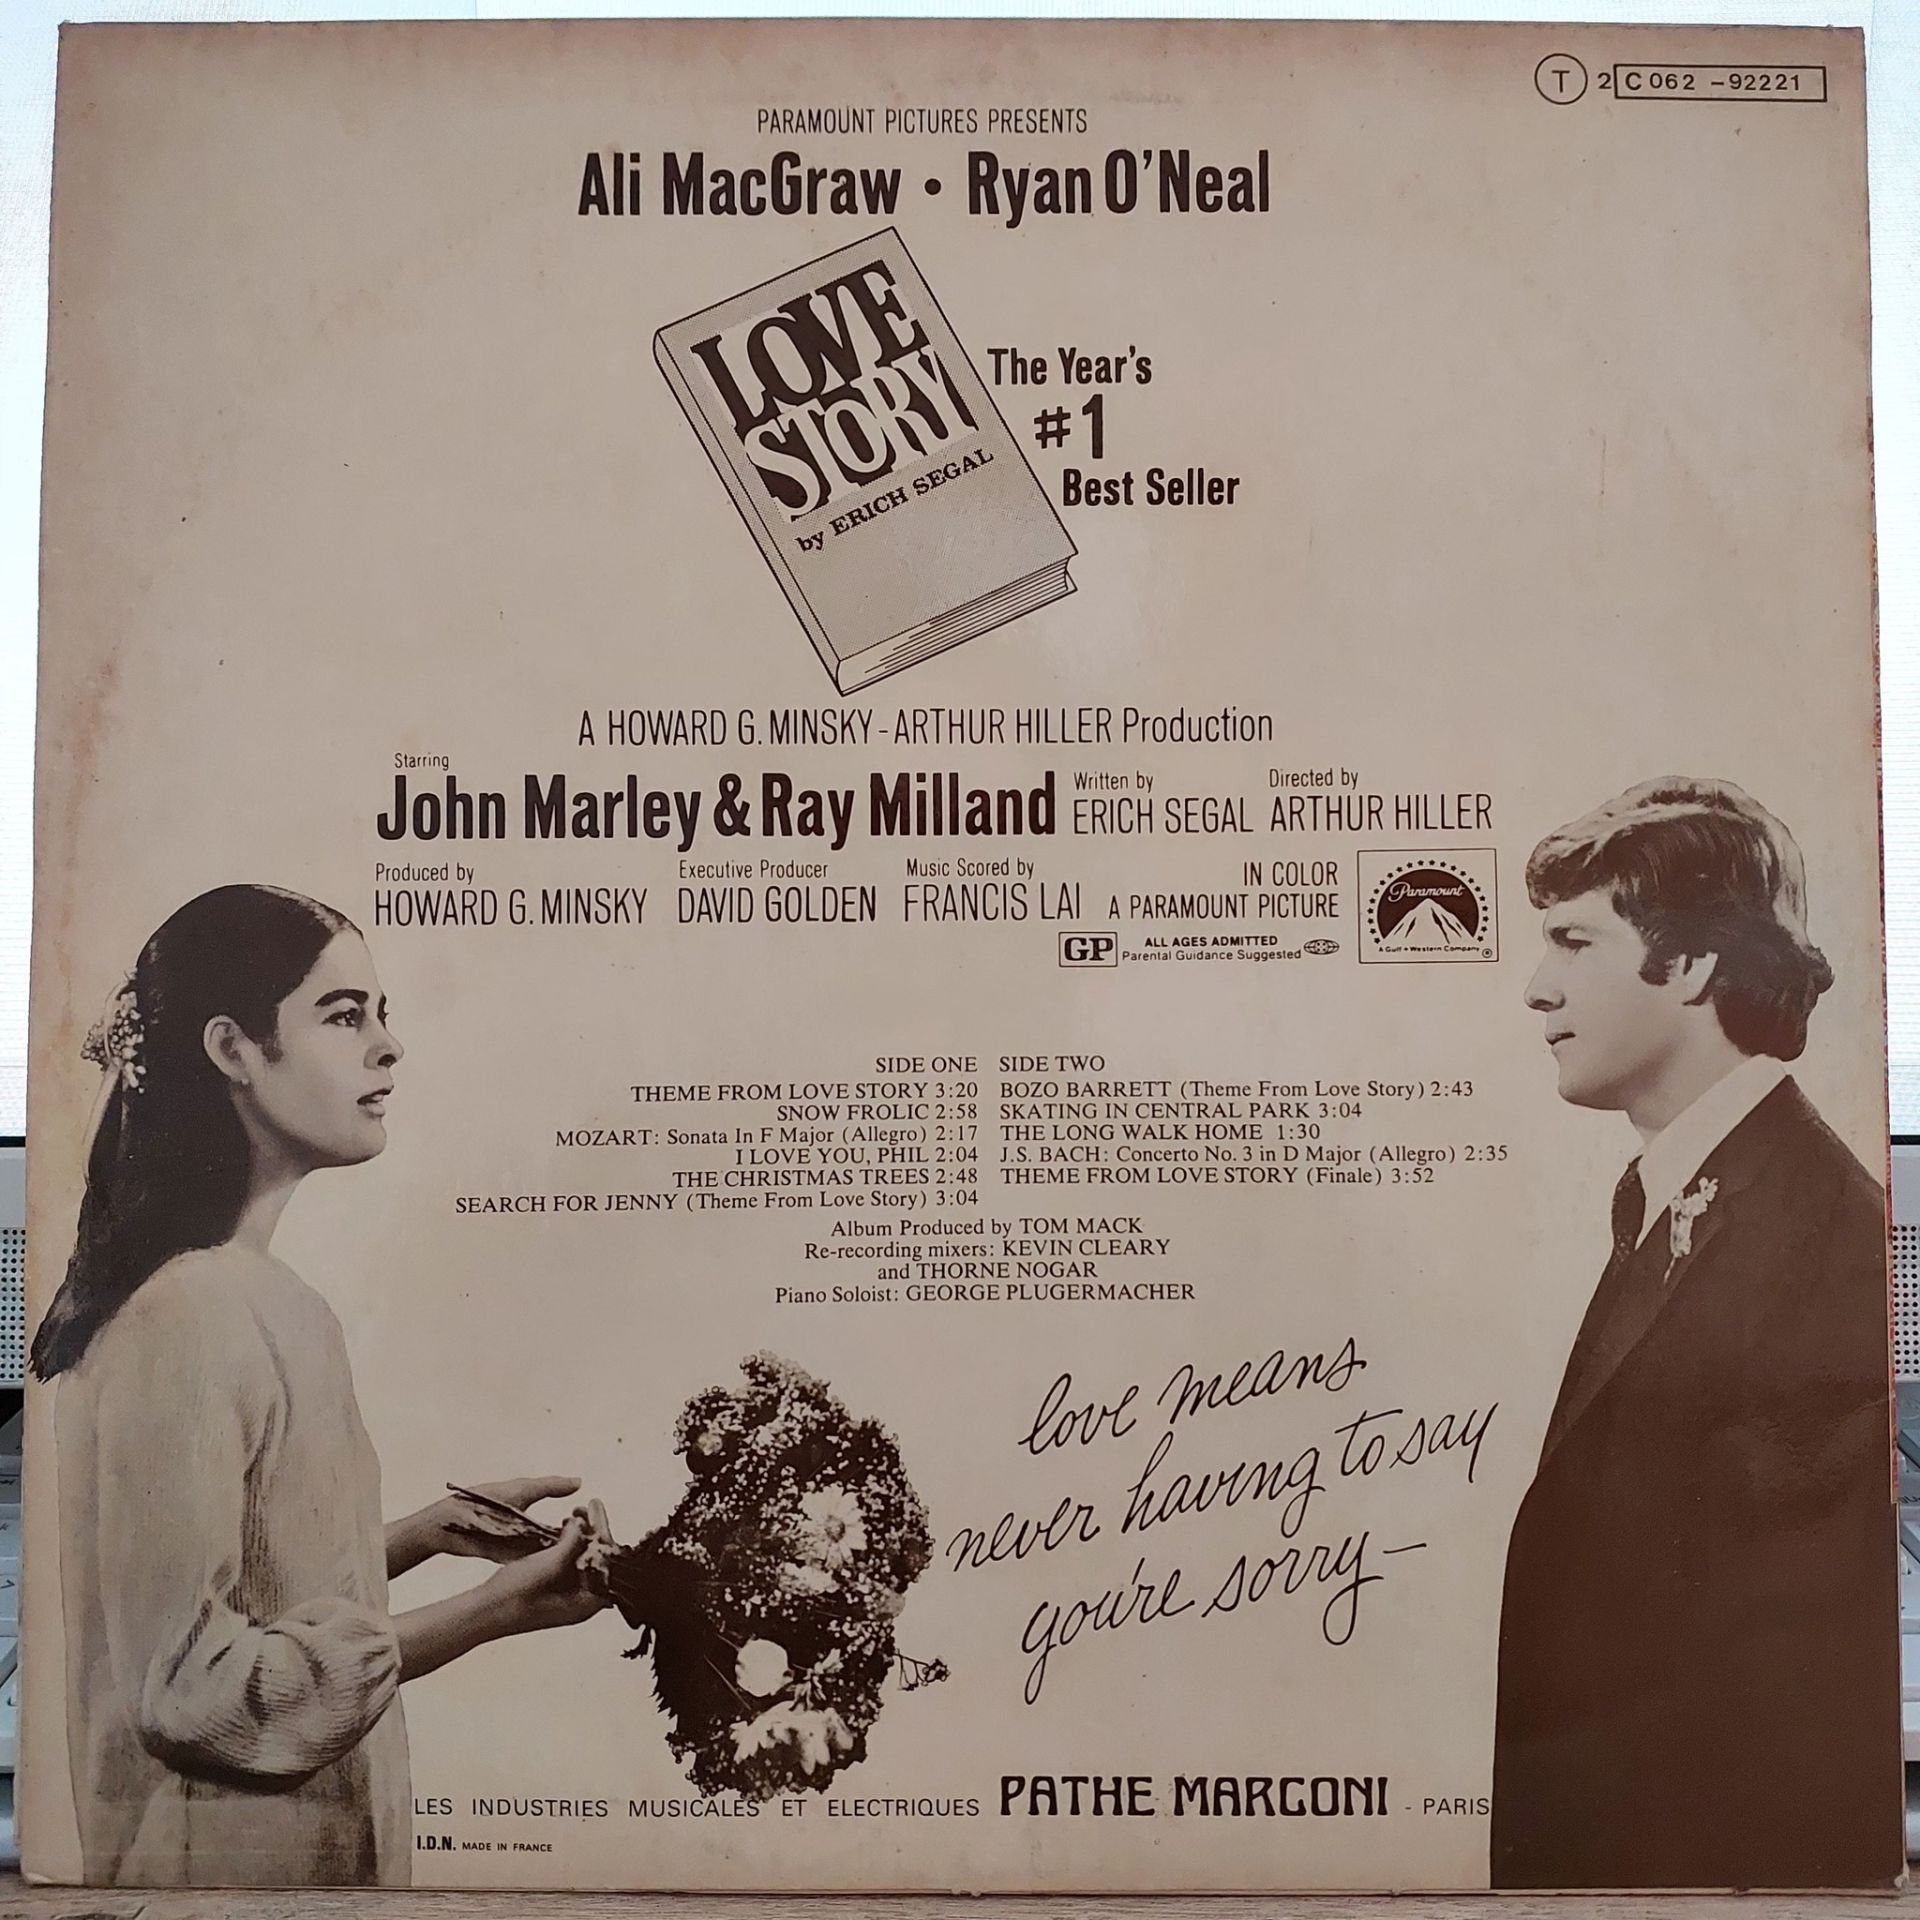 T 2 C 062 -92221
PARAMOUNT PICTURES PRESENTS
Ali MacGraw • Ryan O'Neal
LOVE
STORY
by ERICH SEGAL
The Year's
#1
Best Seller
A HOWARD G. MINSKY - ARTHUR HILLER Production
Starring
John Marley & Ray Milland
Written by
ERICH SEGAL
Directed by
ARTHUR HILLER
Produced by
HOWARD G. MINSKY
Executive Producer
DAVID GOLDEN
Music Scored by
FRANCIS LAI
IN COLOR
A PARAMOUNT PICTURE
Paramount
A Gulf + Western Company
®
GP
ALL AGES ADMITTED
Parental Guidance Suggested
SIDE ONE
THEME FROM LOVE STORY 3:20
SNOW FROLIC 2:58
MOZART: Sonata In F Major (Allegro) 2:17
I LOVE YOU, PHIL 2:04
THE CHRISTMAS TREES 2:48
SEARCH FOR JENNY (Theme From Love Story) 3:04
SIDE TWO
BOZO BARRETT (Theme From Love Story) 2:43
SKATING IN CENTRAL PARK 3:04
THE LONG WALK HOME 1:30
J.S. BACH: Concerto No. 3 in D Major (Allegro) 2:35
THEME FROM LOVE STORY (Finale) 3:52
Album Produced by TOM MACK
Re-recording mixers: KEVIN CLEARY
and THORNE NOGAR
Piano Soloist: GEORGE PLUGERMACHER
love means
never having to say
you're sorry—
LES INDUSTRIES MUSICALES ET ELECTRIQUES PATHE MARCONI - PARIS
I.D.N. MADE IN FRANCE